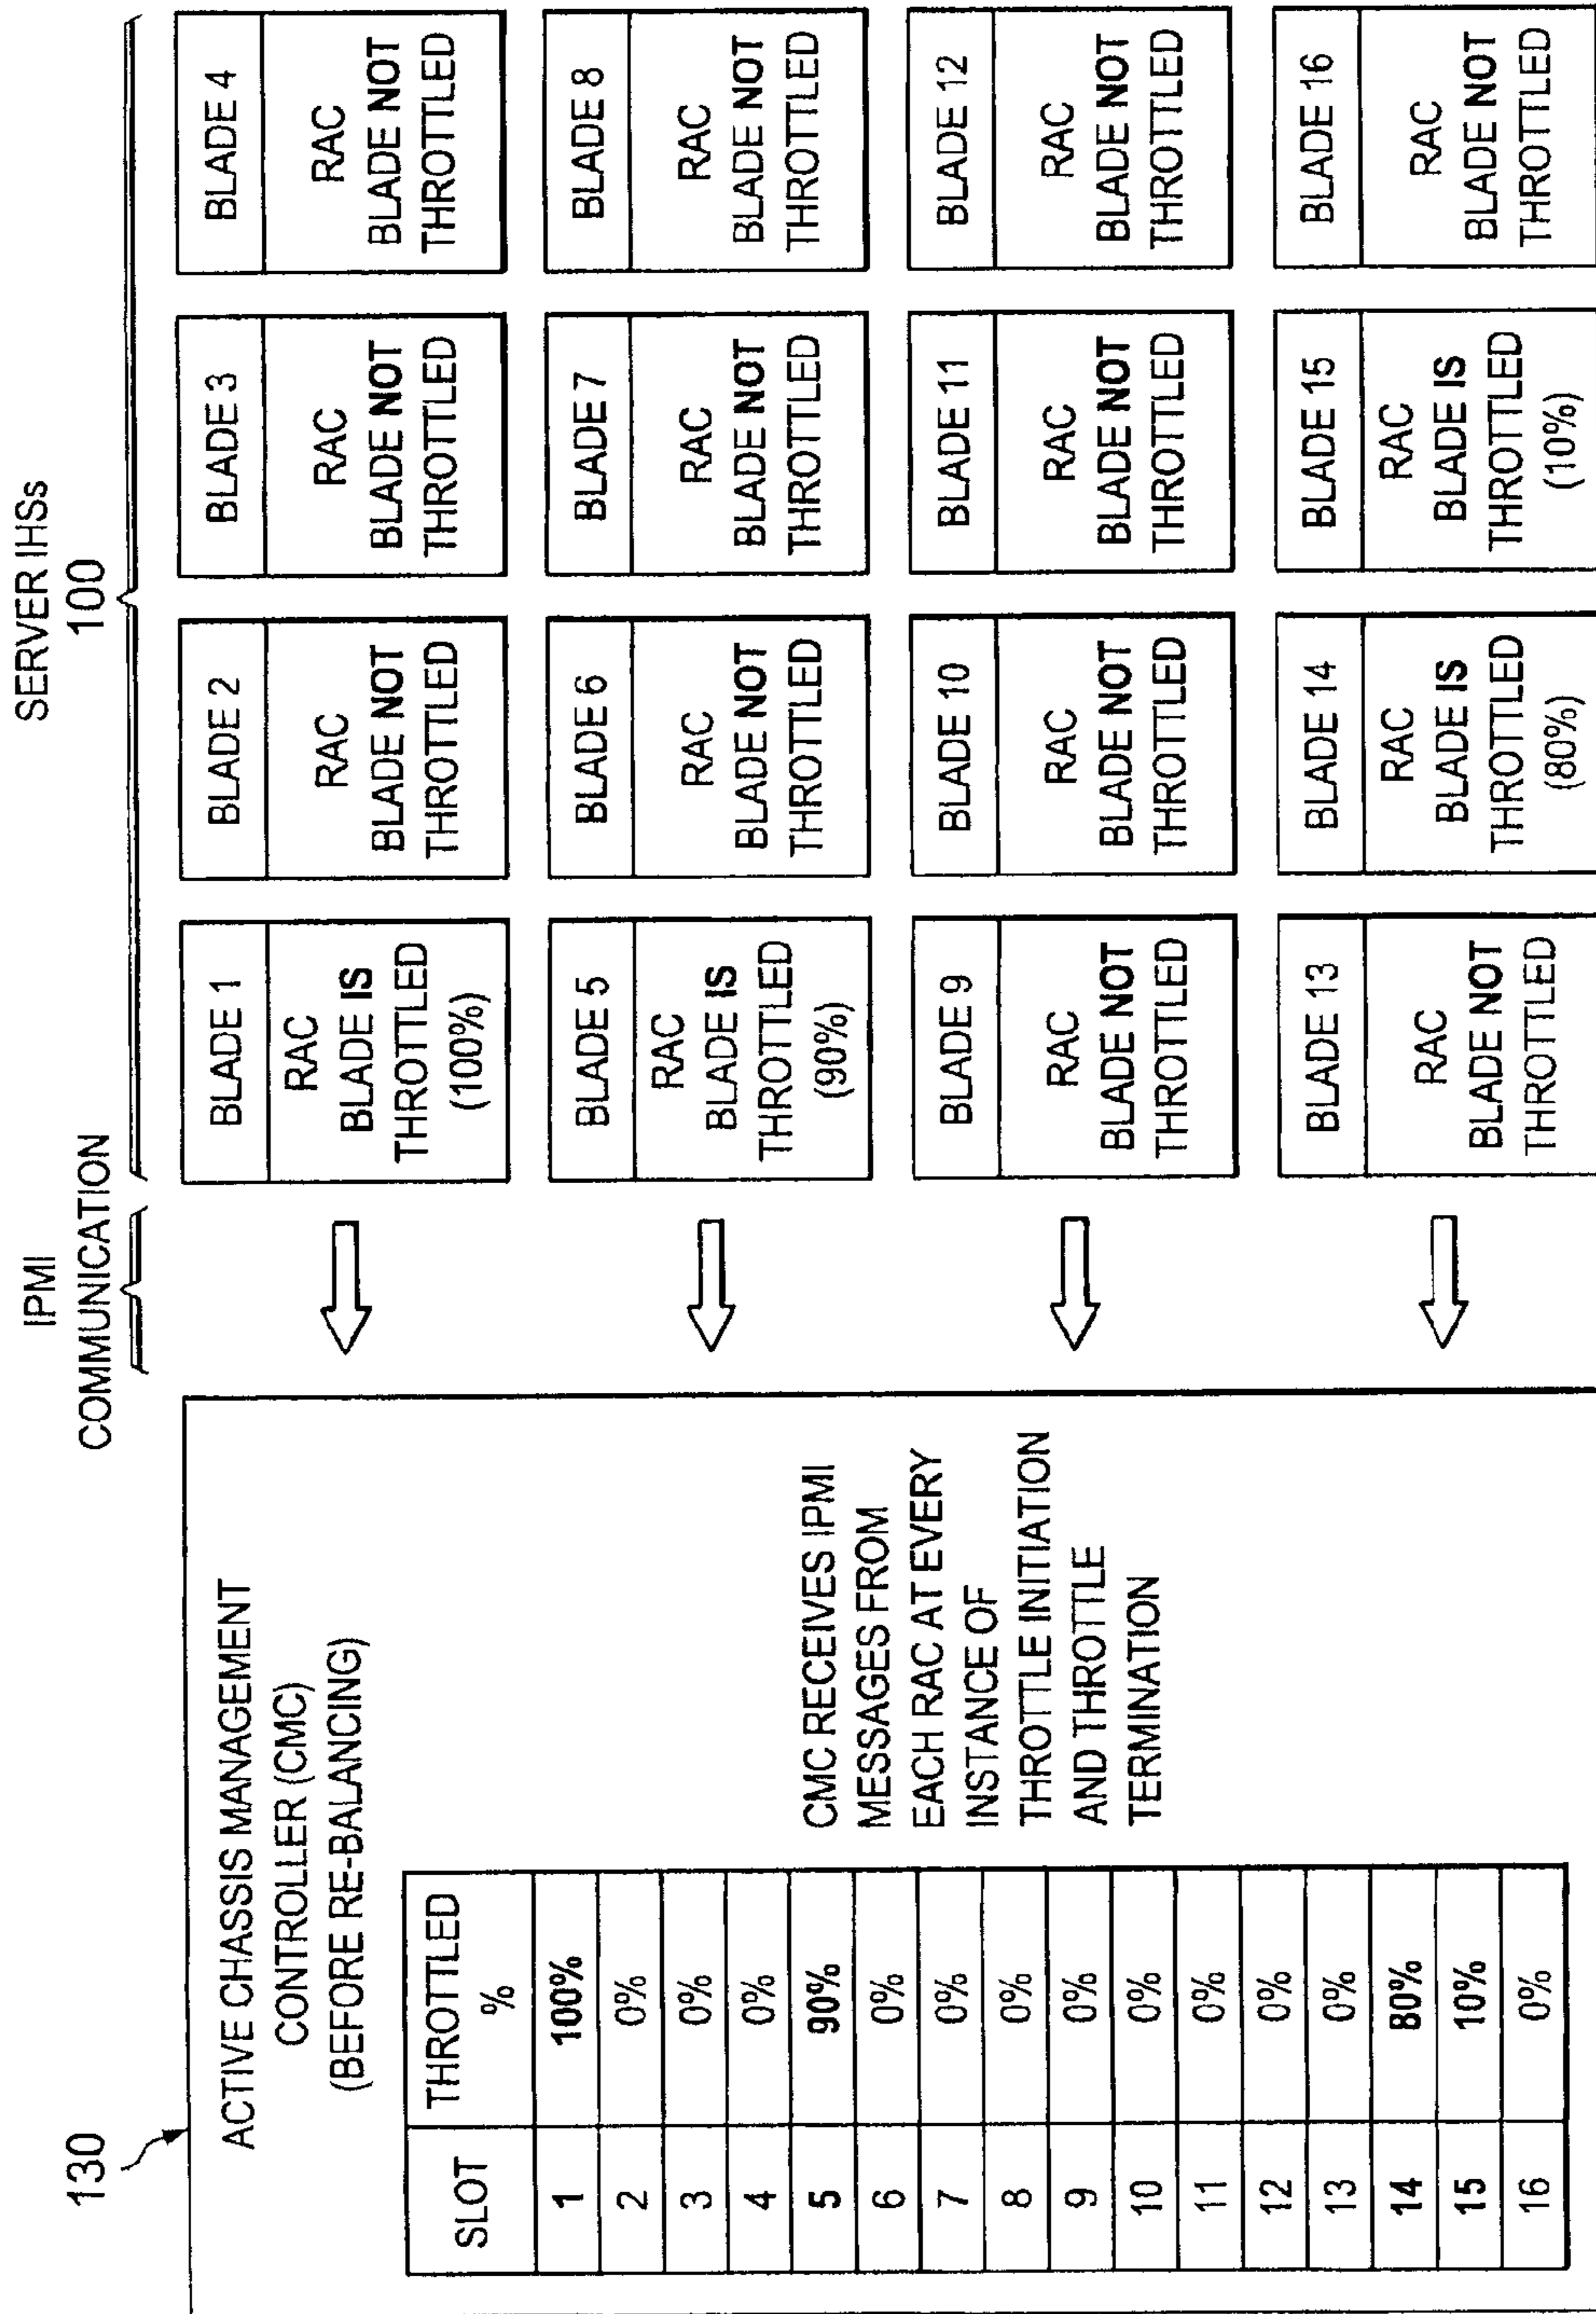 130
ACTIVE CHASSIS MANAGEMENT
CONTROLLER (CMC)
(BEFORE RE-BALANCING)
SLOT THROTTLED %
1 100%
2 0%
3 0%
4 0%
5 90%
6 0%
7 0%
8 0%
9 0%
10 0%
11 0%
12 0%
13 0%
14 80%
15 10%
16 0%
CMC RECEIVES IPMI
MESSAGES FROM
EACH RAC AT EVERY
INSTANCE OF
THROTTLE INITIATION
AND THROTTLE
TERMINATION
IPMI
COMMUNICATION
SERVER IHSs
100
BLADE 1
RAC
BLADE IS
THROTTLED
(100%)
BLADE 2
RAC
BLADE NOT
THROTTLED
BLADE 3
RAC
BLADE NOT
THROTTLED
BLADE 4
RAC
BLADE NOT
THROTTLED
BLADE 5
RAC
BLADE IS
THROTTLED
(90%)
BLADE 6
RAC
BLADE NOT
THROTTLED
BLADE 7
RAC
BLADE NOT
THROTTLED
BLADE 8
RAC
BLADE NOT
THROTTLED
BLADE 9
RAC
BLADE NOT
THROTTLED
BLADE 10
RAC
BLADE NOT
THROTTLED
BLADE 11
RAC
BLADE NOT
THROTTLED
BLADE 12
RAC
BLADE NOT
THROTTLED
BLADE 13
RAC
BLADE NOT
THROTTLED
BLADE 14
RAC
BLADE IS
THROTTLED
(80%)
BLADE 15
RAC
BLADE IS
THROTTLED
(10%)
BLADE 16
RAC
BLADE NOT
THROTTLED